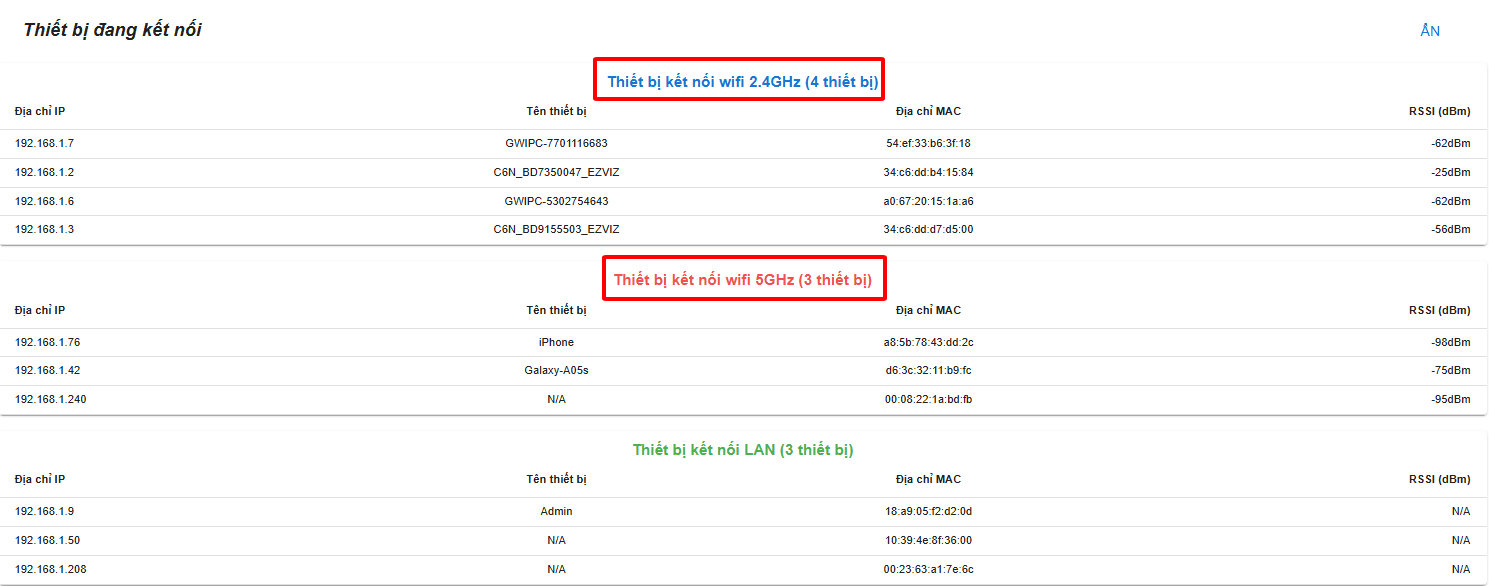 Thiết bị đang kết nối ẨN
Thiết bị kết nối wifi 2.4GHz (4 thiết bị)
Địa chỉ IP Tên thiết bị Địa chỉ MAC RSSI (dBm)
192.168.1.7 GWIPC-7701116683 54:ef:33:b6:3f:18 -62dBm
192.168.1.2 C6N_BD7350047_EZVIZ 34:c6:dd:b4:15:84 -25dBm
192.168.1.6 GWIPC-5302754643 a0:67:20:15:1a:a6 -62dBm
192.168.1.3 C6N_BD9155503_EZVIZ 34:c6:dd:d7:d5:00 -56dBm
Thiết bị kết nối wifi 5GHz (3 thiết bị)
Địa chỉ IP Tên thiết bị Địa chỉ MAC RSSI (dBm)
192.168.1.76 iPhone a8:5b:78:43:dd:2c -98dBm
192.168.1.42 Galaxy-A05s d6:3c:32:11:b9:fc -75dBm
192.168.1.240 N/A 00:08:22:1a:bd:fb -95dBm
Thiết bị kết nối LAN (3 thiết bị)
Địa chỉ IP Tên thiết bị Địa chỉ MAC RSSI (dBm)
192.168.1.9 Admin 18:a9:05:f2:d2:0d N/A
192.168.1.50 N/A 10:39:4e:8f:36:00 N/A
192.168.1.208 N/A 00:23:63:a1:7e:6c N/A